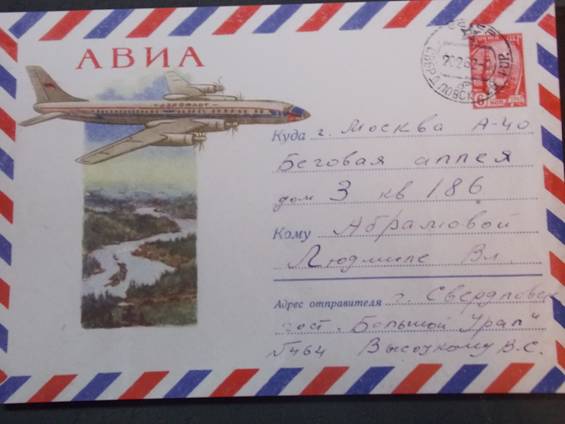 АВИА
АЭРОФЛОТ
Куда г. Москва А-40
Беговая аллея
дом 3 кв 186
Кому Абрамовой
Людмиле Вл.
Адрес отправителя г. Свердловск
гост. „Большой Урал"
№464 Высоцкому В.С.